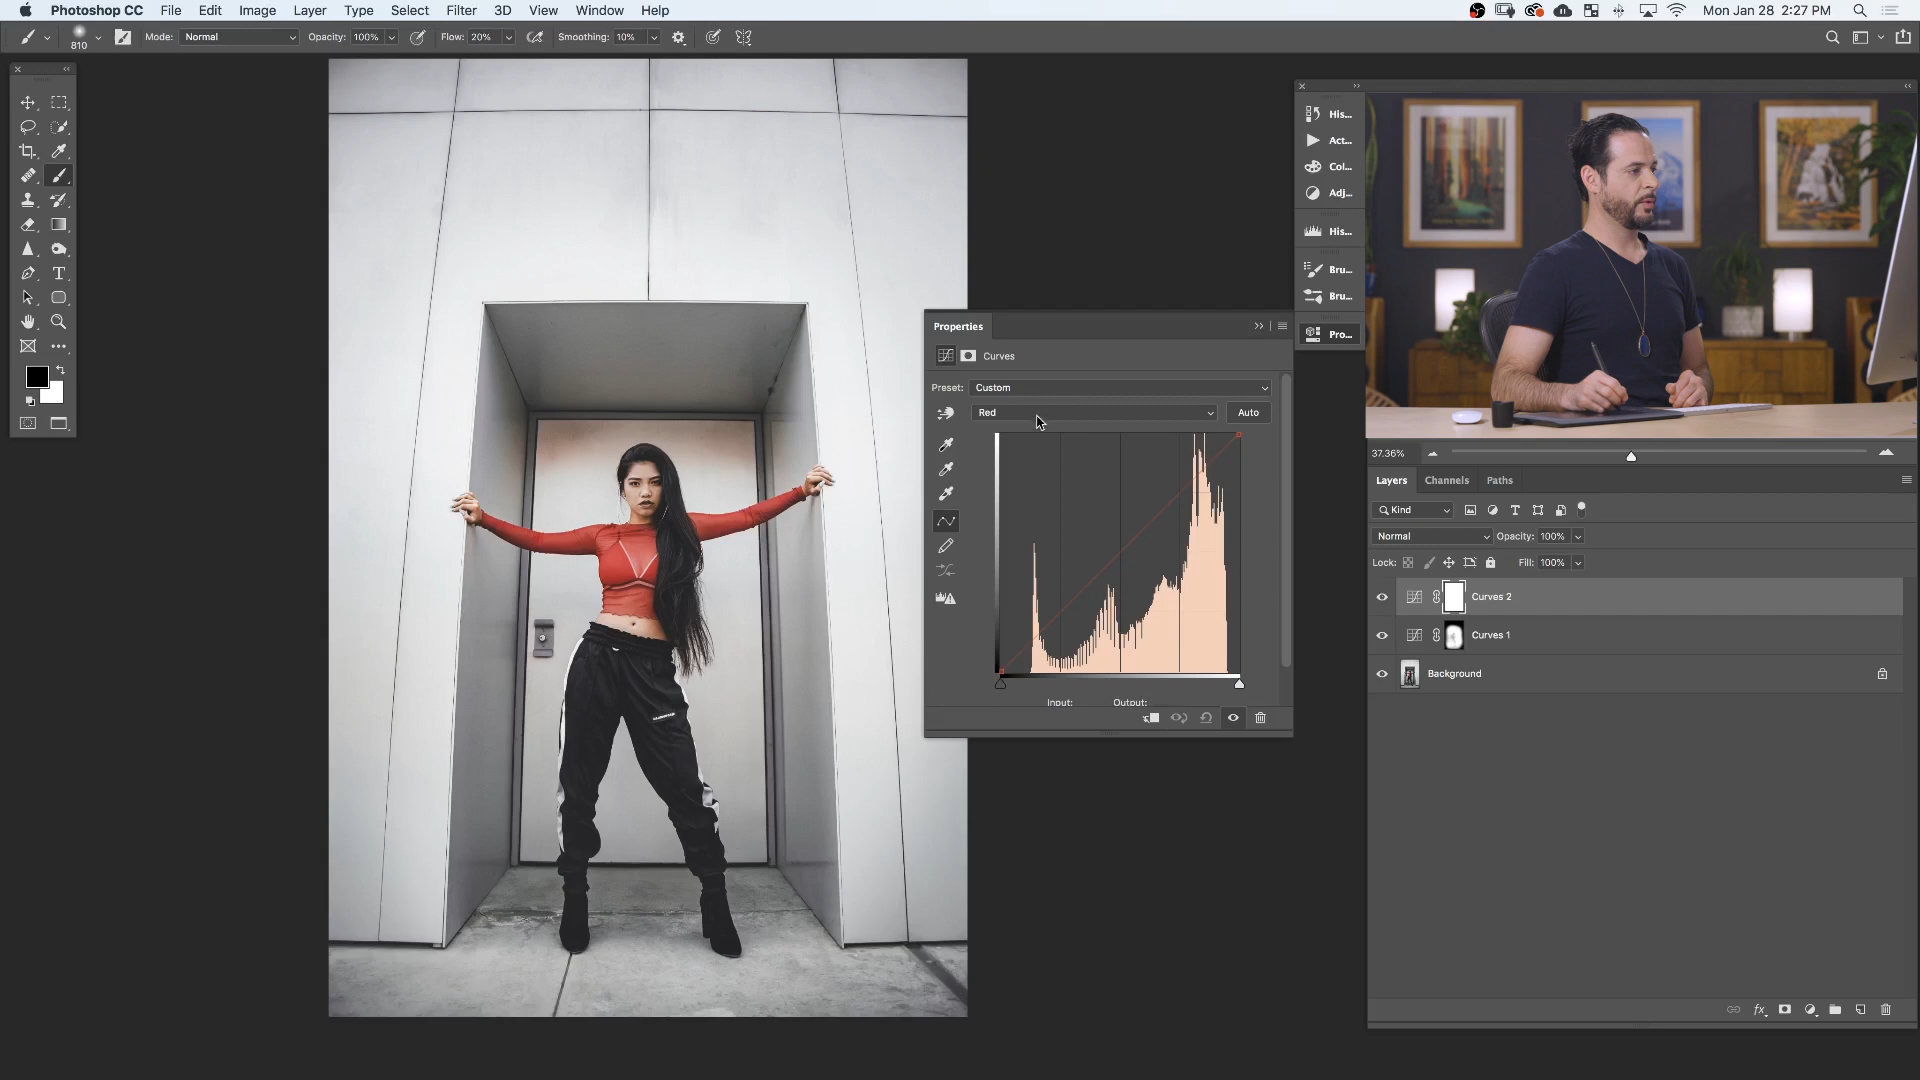 Photoshop CC File Edit Image Layer Type Select Filter 3D View Window Help Mon Jan 28 2:27 PM
810 Mode: Normal Opacity: 100% Flow: 20% Smoothing: 10%
His...
Act...
Col...
Adj...
His...
Bru...
Bru...
Pro...
Properties
Curves
Preset: Custom
Red Auto
Input: Output:
37.36%
Layers Channels Paths
Kind
Normal Opacity: 100%
Lock: Fill: 100%
Curves 2
Curves 1
Background